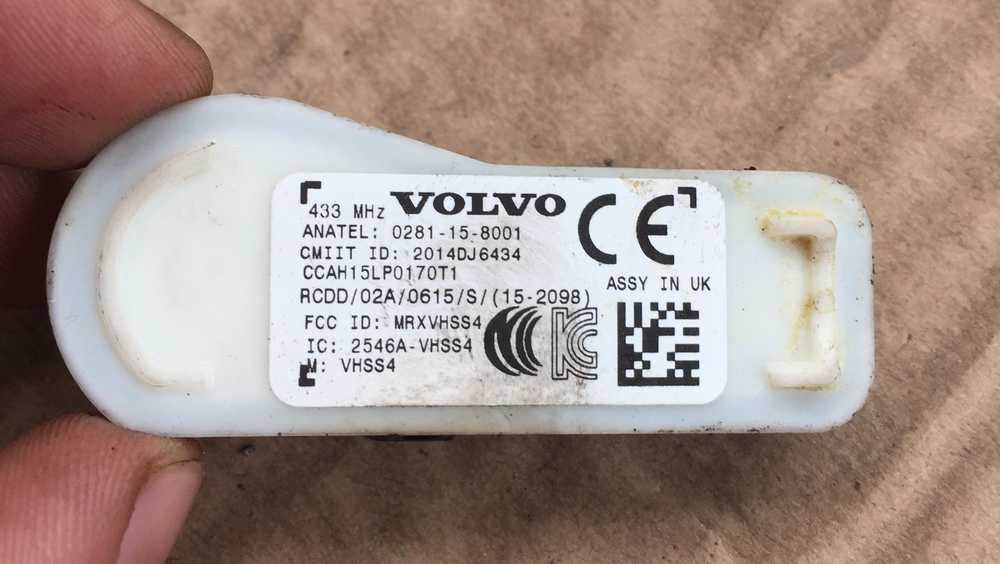 433 MHz VOLVO
ANATEL: 0281-15-8001
CMIIT ID: 2014DJ6434
CCAH15LP0170T1
RCDD/02A/0615/S/(15-2098)
FCC ID: MRXVHSS4
IC: 2546A-VHSS4
M: VHSS4
CE
ASSY IN UK
KC